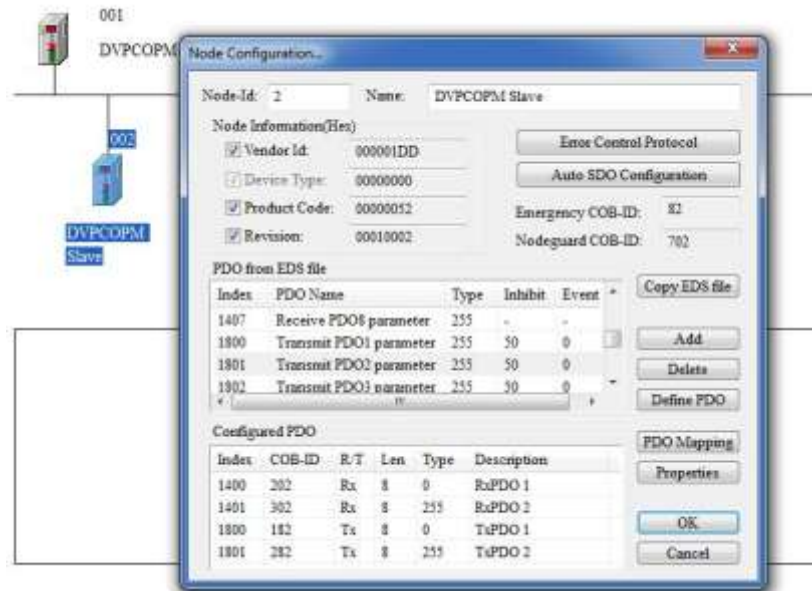 001
DVPCOPM
002
DVPCOPM
Slave
Node Configuration...
Node-Id: 2 Name: DVPCOPM Slave
Node Information(Hex)
Vendor Id: 000001DD
Device Type: 00000000
Product Code: 00000052
Revision: 00010002
Error Control Protocol
Auto SDO Configuration
Emergency COB-ID: 82
Nodeguard COB-ID: 702
PDO from EDS file
Index PDO Name Type Inhibit Event
1407 Receive PDO8 parameter 255 - -
1800 Transmit PDO1 parameter 255 50 0
1801 Transmit PDO2 parameter 255 50 0
1802 Transmit PDO3 parameter 255 50 0
Copy EDS file
Add
Delete
Define PDO
Configured PDO
Index COB-ID R/T Len Type Description
1400 202 Rx 8 0 RxPDO 1
1401 302 Rx 8 255 RxPDO 2
1800 182 Tx 8 0 TxPDO 1
1801 282 Tx 8 255 TxPDO 2
PDO Mapping
Properties
OK
Cancel